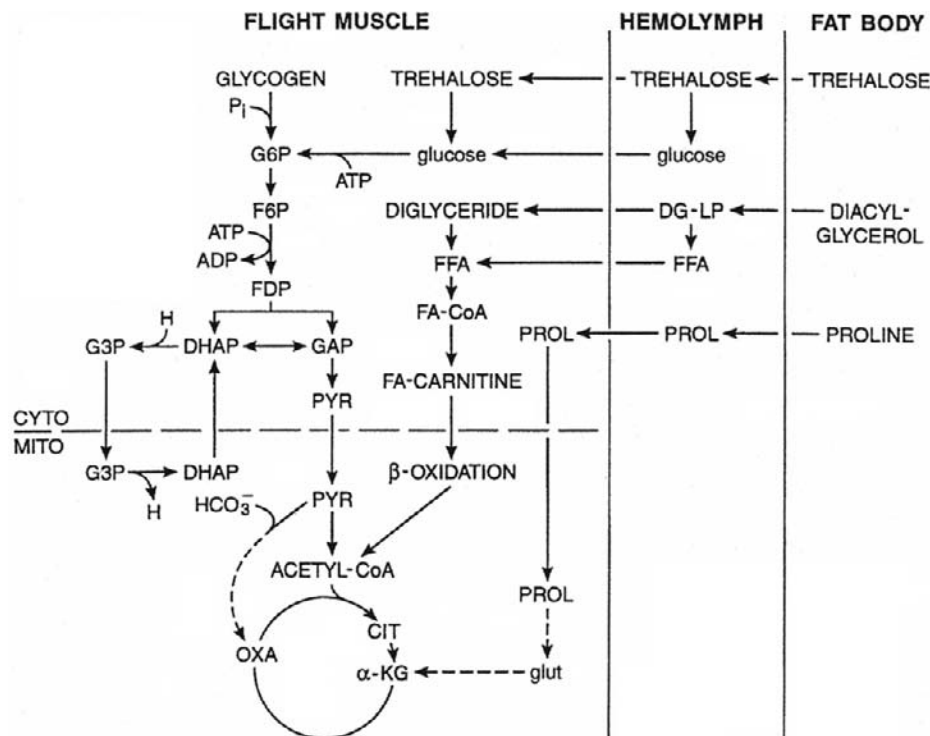 FLIGHT MUSCLE HEMOLYMPH FAT BODY
GLYCOGEN TREHALOSE TREHALOSE TREHALOSE
Pi
G6P glucose glucose
ATP
F6P DIGLYCERIDE DG-LP DIACYL-
GLYCEROL
ATP
ADP FFA FFA
FDP
FA-CoA
H PROL PROL PROLINE
G3P DHAP GAP
FA-CARNITINE
PYR
CYTO
MITO
G3P DHAP β-OXIDATION
H HCO3− PYR
ACETYL-CoA
PROL
CIT
OXA α-KG glut